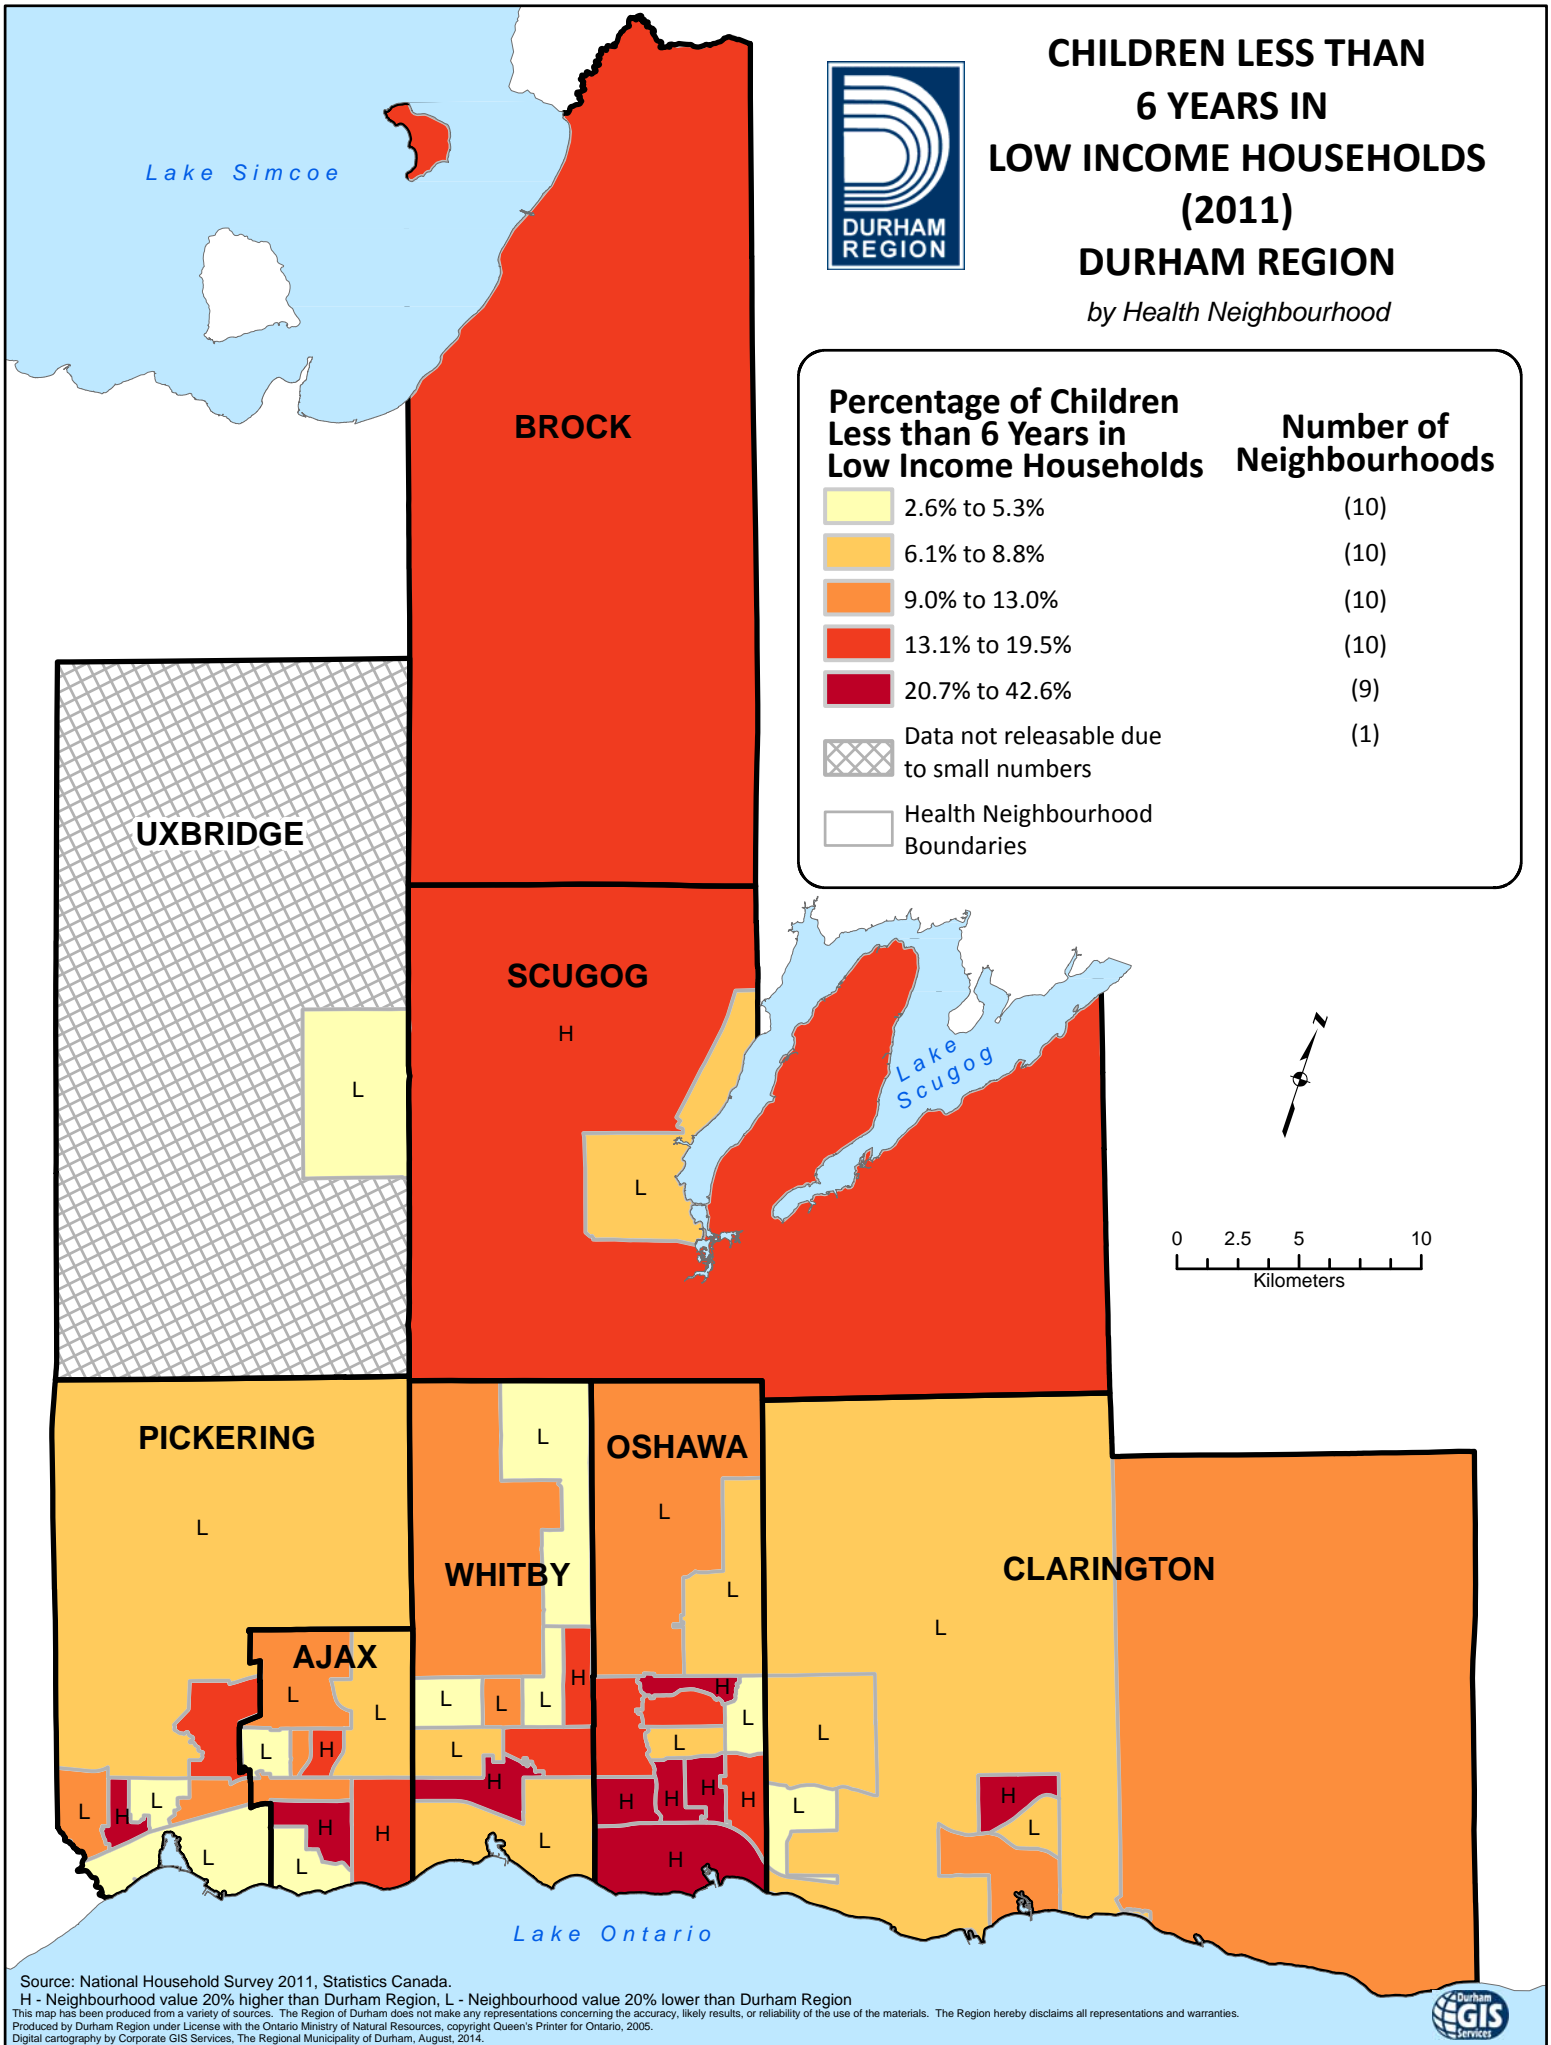 CHILDREN LESS THAN
6 YEARS IN
LOW INCOME HOUSEHOLDS
(2011)
DURHAM REGION
by Health Neighbourhood
DURHAM
REGION
Lake Simcoe
Percentage of Children
Less than 6 Years in
Low Income Households
Number of
Neighbourhoods
2.6% to 5.3% (10)
6.1% to 8.8% (10)
9.0% to 13.0% (10)
13.1% to 19.5% (10)
20.7% to 42.6% (9)
Data not releasable due
to small numbers
(1)
Health Neighbourhood
Boundaries
BROCK
UXBRIDGE
L
SCUGOG
H
L
Lake
Scugog
N
0 2.5 5 10
Kilometers
PICKERING
L
L
H
L
L
AJAX
L
L
L
H
H
L
H
WHITBY
L
L
L
L
H
L
H
L
OSHAWA
L
L
H
L
L
H
H
H
H
H
CLARINGTON
L
L
L
H
L
Lake Ontario
Source: National Household Survey 2011, Statistics Canada.
H - Neighbourhood value 20% higher than Durham Region, L - Neighbourhood value 20% lower than Durham Region
This map has been produced from a variety of sources. The Region of Durham does not make any representations concerning the accuracy, likely results, or reliability of the use of the materials. The Region hereby disclaims all representations and warranties.
Produced by Durham Region under License with the Ontario Ministry of Natural Resources, copyright Queen's Printer for Ontario, 2005.
Digital cartography by Corporate GIS Services, The Regional Municipality of Durham, August, 2014.
Durham
GIS
Services